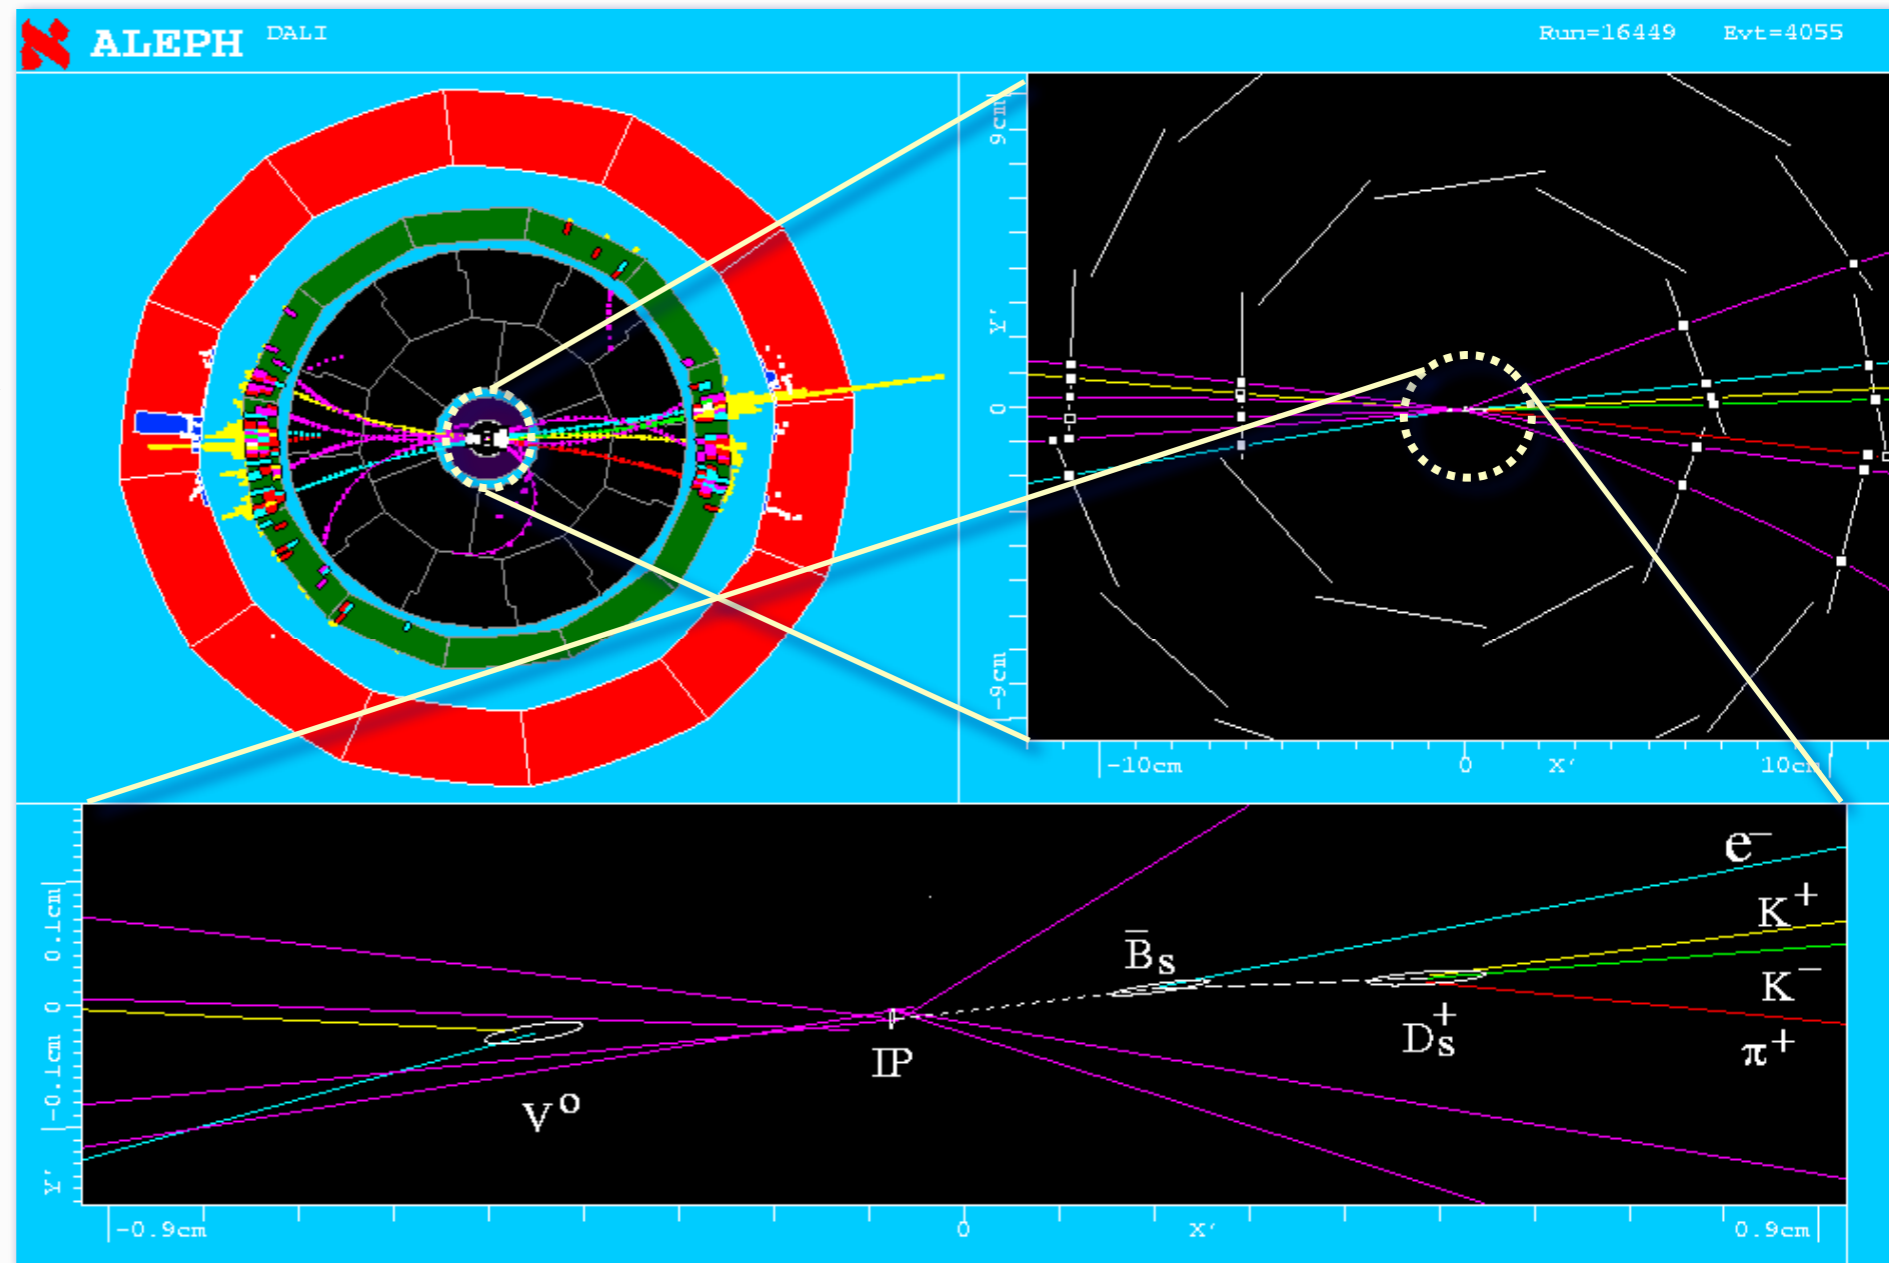 ALEPH DALI Run=16449 Evt=4055
9cm
Y'
0
-9cm
-10cm 0 X' 10cm
e⁻
K⁺
B̅s
K⁻
Ds⁺
π⁺
IP
V⁰
0.1cm
0
-0.1cm
Y'
-0.9cm 0 X' 0.9cm